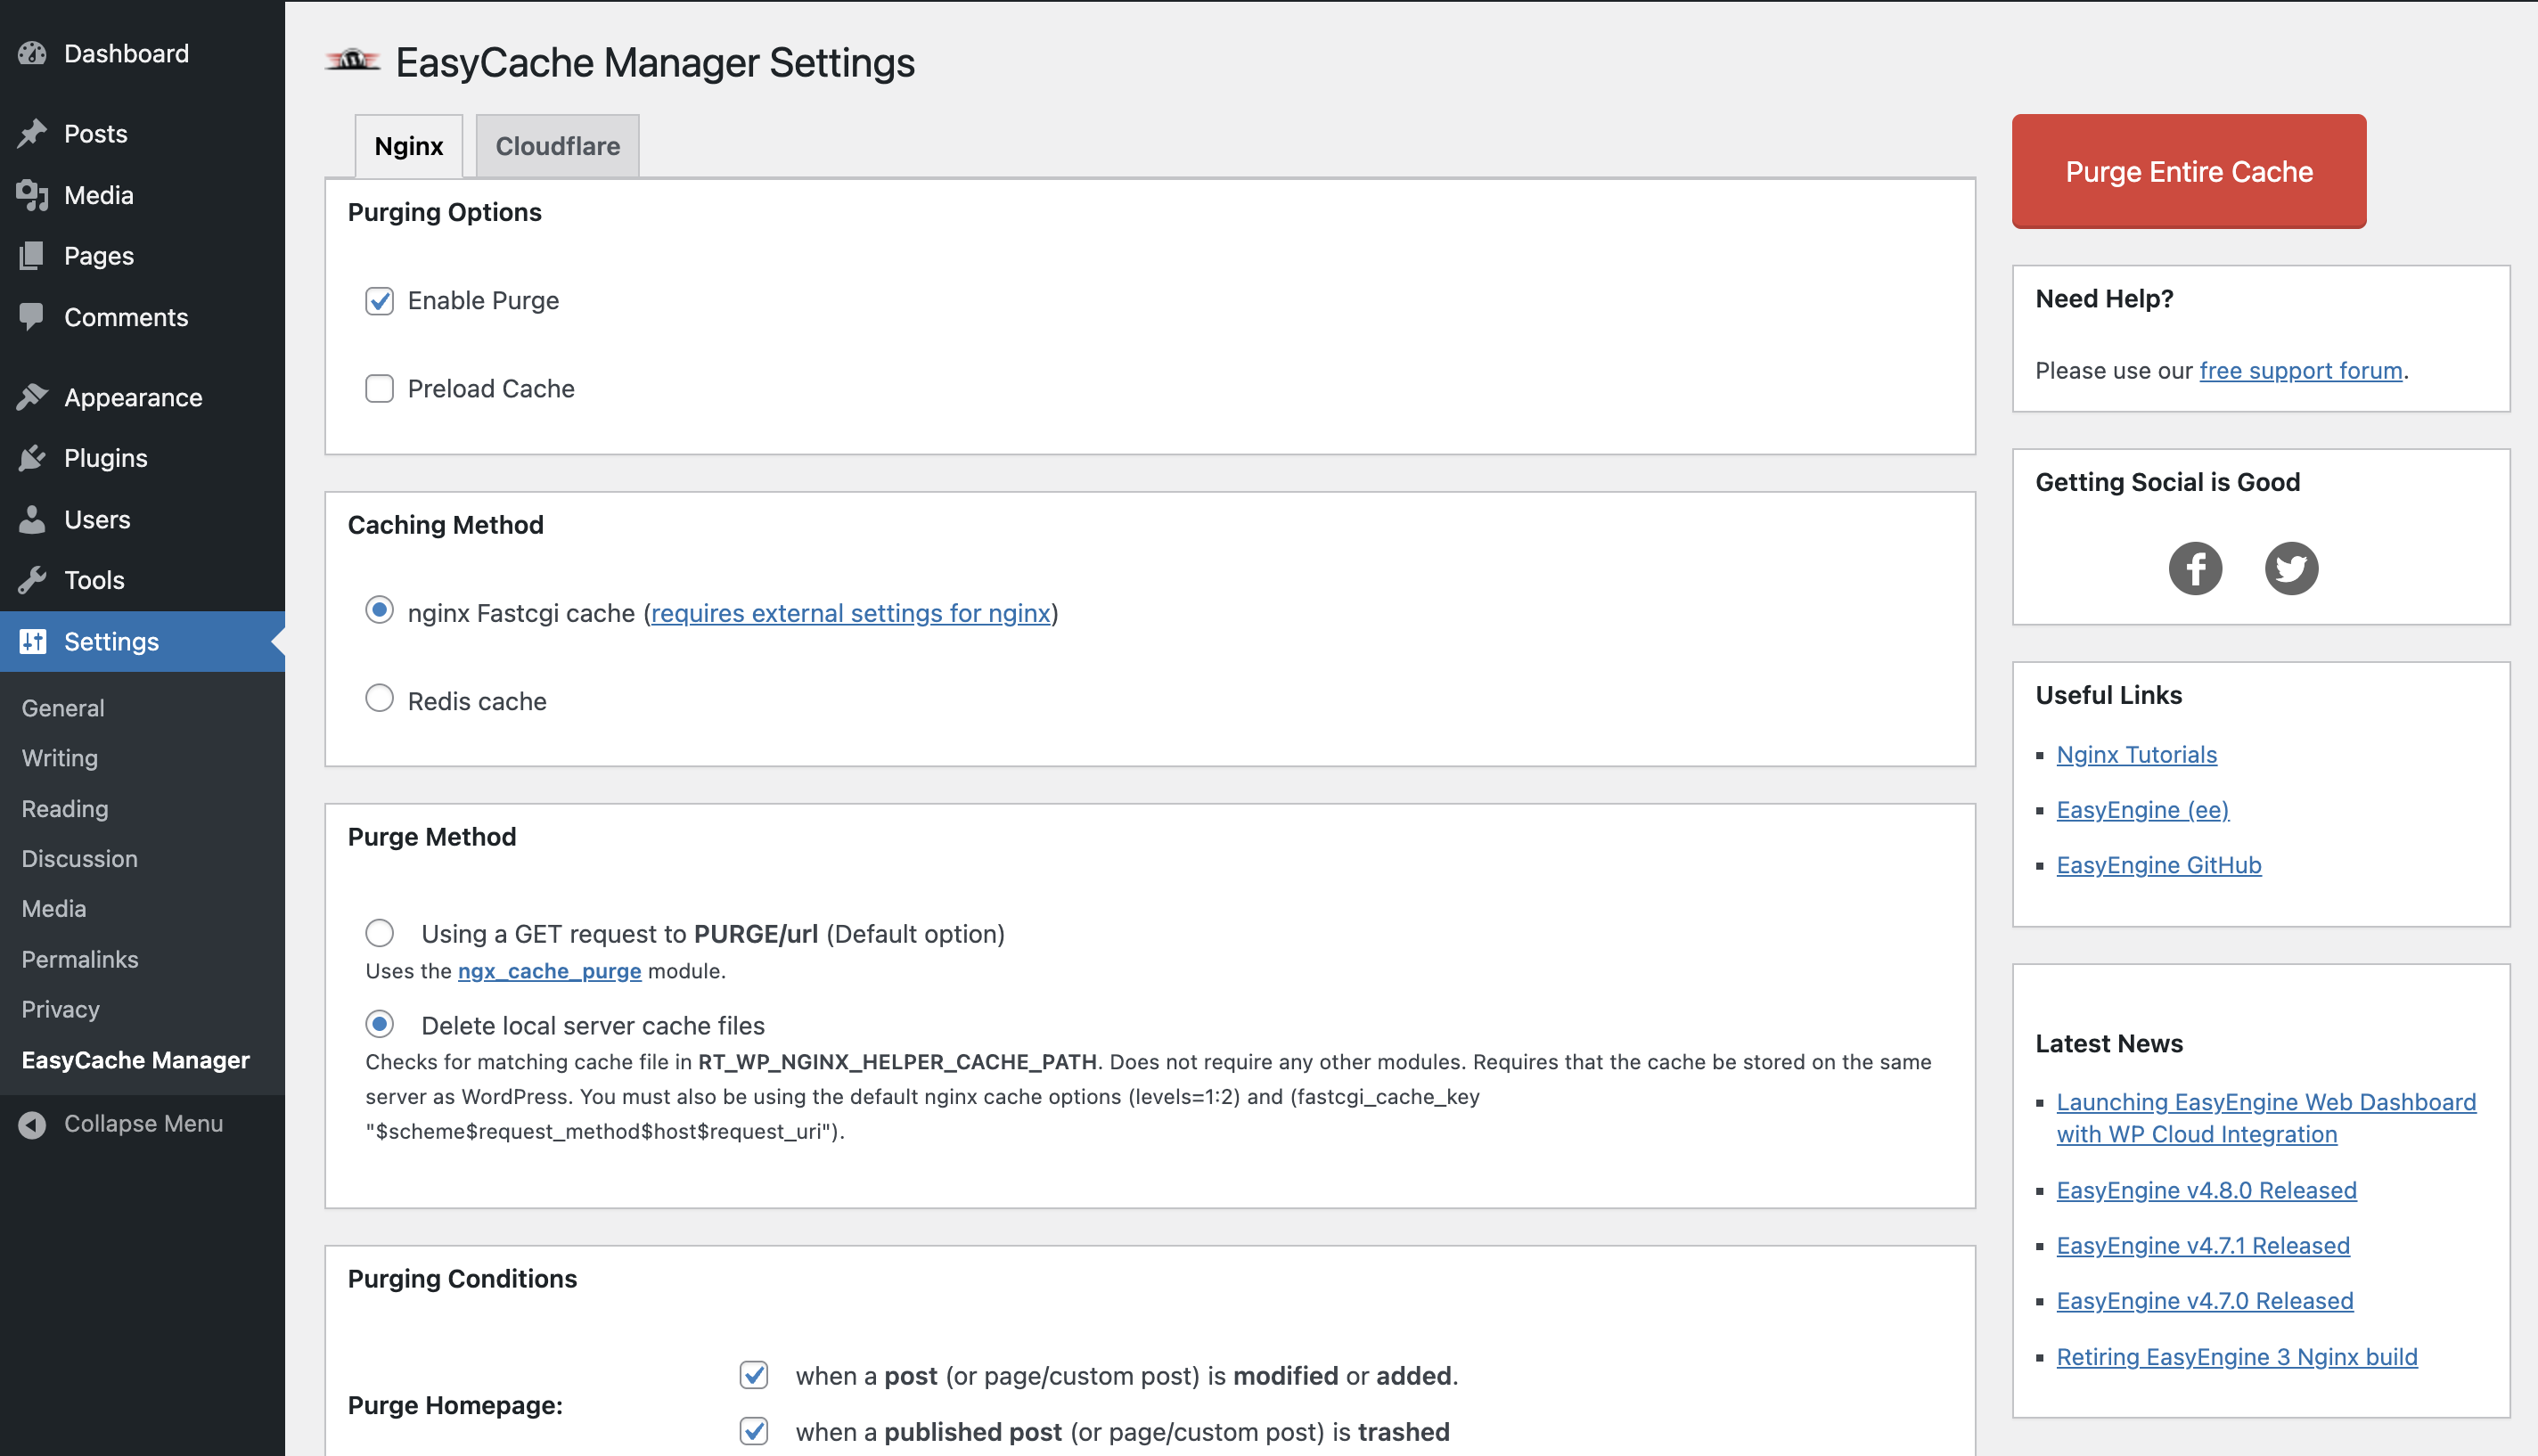 Dashboard
Posts
Media
Pages
Comments
Appearance
Plugins
Users
Tools
Settings
General
Writing
Reading
Discussion
Media
Permalinks
Privacy
EasyCache Manager
Collapse Menu
EasyCache Manager Settings
Nginx
Cloudflare
Purging Options
Enable Purge
Preload Cache
Caching Method
nginx Fastcgi cache (requires external settings for nginx)
Redis cache
Purge Method
Using a GET request to PURGE/url (Default option)
Uses the ngx_cache_purge module.
Delete local server cache files
Checks for matching cache file in RT_WP_NGINX_HELPER_CACHE_PATH. Does not require any other modules. Requires that the cache be stored on the same
server as WordPress. You must also be using the default nginx cache options (levels=1:2) and (fastcgi_cache_key
"$scheme$request_method$host$request_uri").
Purging Conditions
Purge Homepage:
when a post (or page/custom post) is modified or added.
when a published post (or page/custom post) is trashed
Purge Entire Cache
Need Help?
Please use our free support forum.
Getting Social is Good
Useful Links
Nginx Tutorials
EasyEngine (ee)
EasyEngine GitHub
Latest News
Launching EasyEngine Web Dashboard
with WP Cloud Integration
EasyEngine v4.8.0 Released
EasyEngine v4.7.1 Released
EasyEngine v4.7.0 Released
Retiring EasyEngine 3 Nginx build